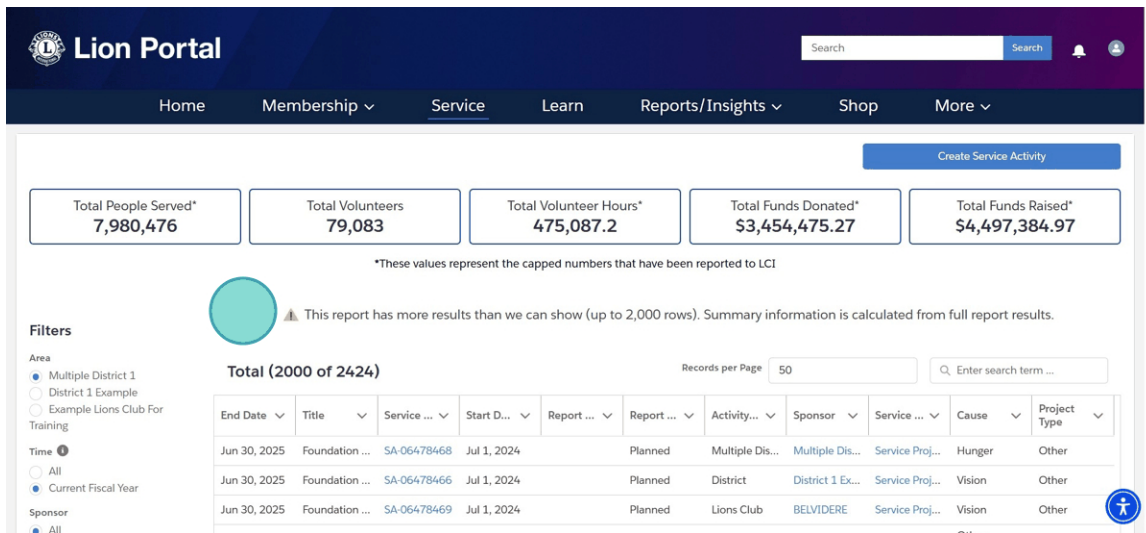 Lion Portal
Search Search
Home Membership Service Learn Reports/Insights Shop More
Create Service Activity
Total People Served* Total Volunteers Total Volunteer Hours* Total Funds Donated* Total Funds Raised*
7,980,476 79,083 475,087.2 $3,454,475.27 $4,497,384.97
*These values represent the capped numbers that have been reported to LCI
This report has more results than we can show (up to 2,000 rows). Summary information is calculated from full report results.
Filters
Area
Multiple District 1
District 1 Example
Example Lions Club For
Training
Time
All
Current Fiscal Year
Sponsor
All
Total (2000 of 2424) Records per Page 50 Enter search term ...
End Date Title Service ... Start D... Report ... Report ... Activity... Sponsor Service ... Cause Project
Type
Jun 30, 2025 Foundation ... SA-06478468 Jul 1, 2024 Planned Multiple Dis... Multiple Dis... Service Proj... Hunger Other
Jun 30, 2025 Foundation ... SA-06478466 Jul 1, 2024 Planned District District 1 Ex... Service Proj... Vision Other
Jun 30, 2025 Foundation ... SA-06478469 Jul 1, 2024 Planned Lions Club BELVIDERE Service Proj... Vision Other